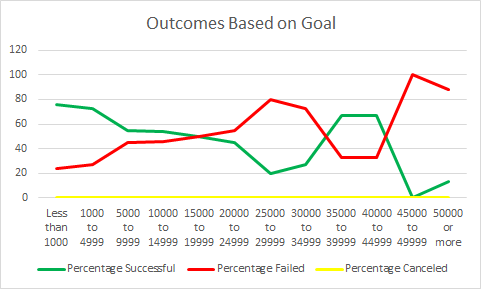 Outcomes Based on Goal
120
100
80
60
40
20
0
Less than 1000
1000 to 4999
5000 to 9999
10000 to 14999
15000 to 19999
20000 to 24999
25000 to 29999
30000 to 34999
35000 to 39999
40000 to 44999
45000 to 49999
50000 or more
Percentage Successful
Percentage Failed
Percentage Canceled